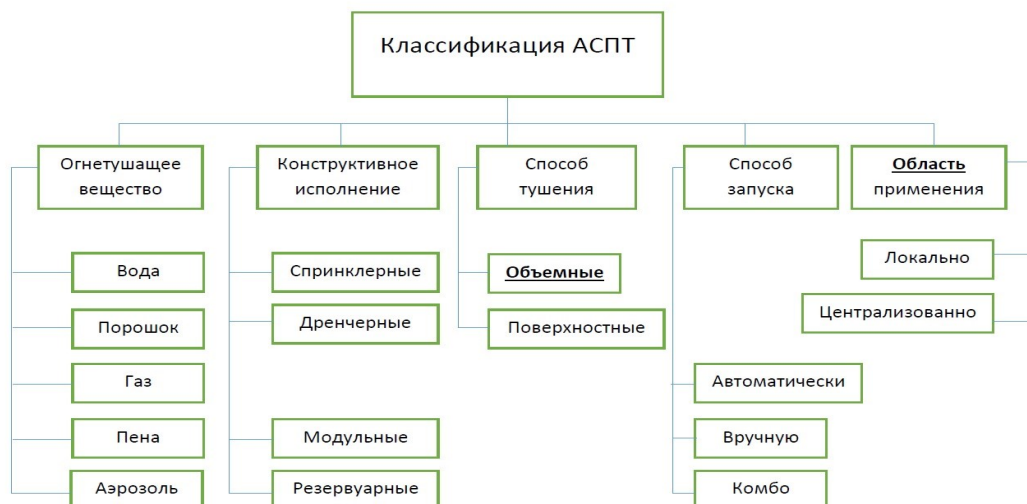 Классификация АСПТ
Огнетушащее
вещество
Вода
Порошок
Газ
Пена
Аэрозоль
Конструктивное
исполнение
Спринклерные
Дренчерные
Модульные
Резервуарные
Способ
тушения
Объемные
Поверхностные
Способ
запуска
Автоматически
Вручную
Комбо
Область
применения
Локально
Централизованно